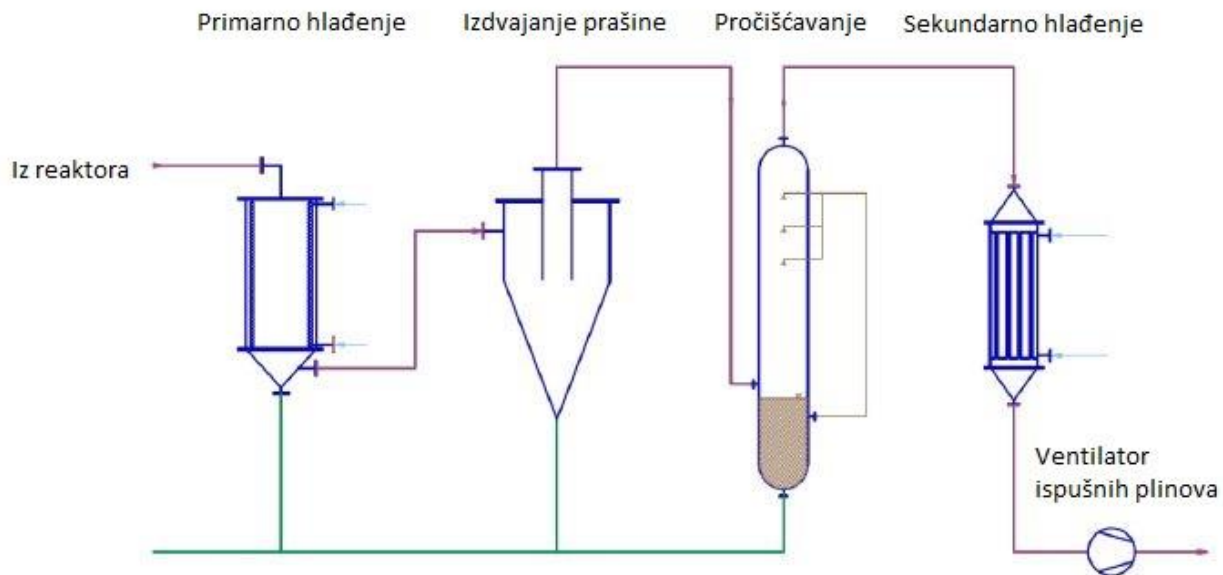 Primarno hlađenje
Izdvajanje prašine
Pročišćavanje
Sekundarno hlađenje
Iz reaktora
Ventilator
ispušnih plinova